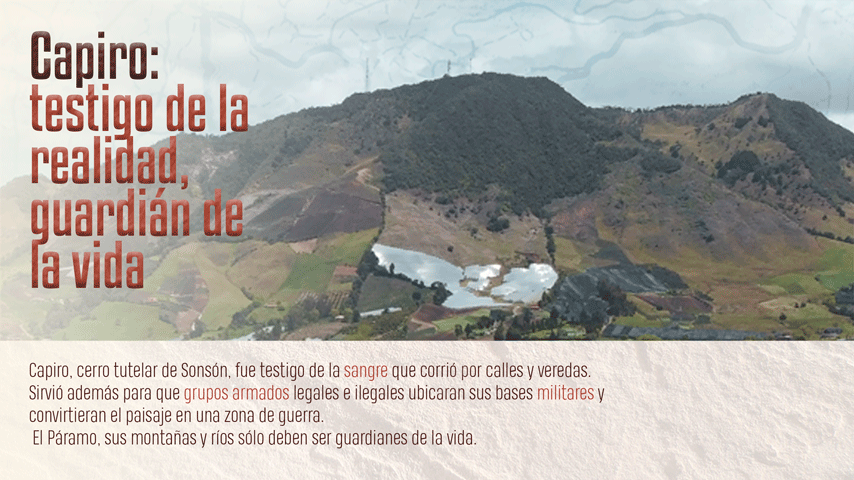 Capiro:
testigo de la
realidad,
guardián de
la vida
Capiro, cerro tutelar de Sonsón, fue testigo de la sangre que corrió por calles y veredas.
Sirvió además para que grupos armados legales e ilegales ubicaran sus bases militares y
convirtieran el paisaje en una zona de guerra.
El Páramo, sus montañas y ríos sólo deben ser guardianes de la vida.